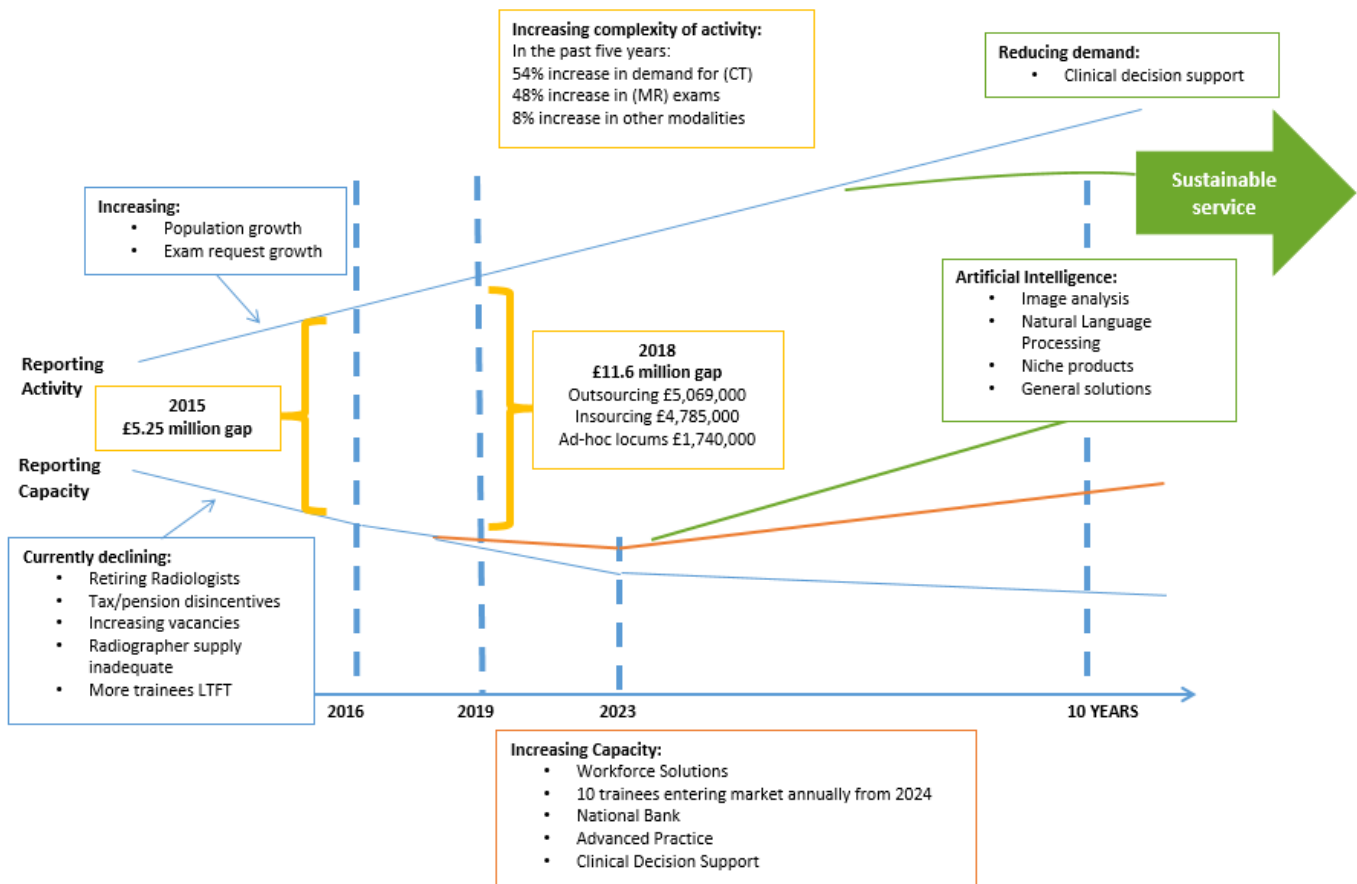 Increasing complexity of activity:
In the past five years:
54% increase in demand for (CT)
48% increase in (MR) exams
8% increase in other modalities
Reducing demand:
• Clinical decision support
Sustainable
service
Increasing:
• Population growth
• Exam request growth
Artificial Intelligence:
• Image analysis
• Natural Language
Processing
• Niche products
• General solutions
Reporting
Activity
2015
£5.25 million gap
2018
£11.6 million gap
Outsourcing £5,069,000
Insourcing £4,785,000
Ad-hoc locums £1,740,000
Reporting
Capacity
Currently declining:
• Retiring Radiologists
• Tax/pension disincentives
• Increasing vacancies
• Radiographer supply
inadequate
• More trainees LTFT
2016
2019
2023
10 YEARS
Increasing Capacity:
• Workforce Solutions
• 10 trainees entering market annually from 2024
• National Bank
• Advanced Practice
• Clinical Decision Support